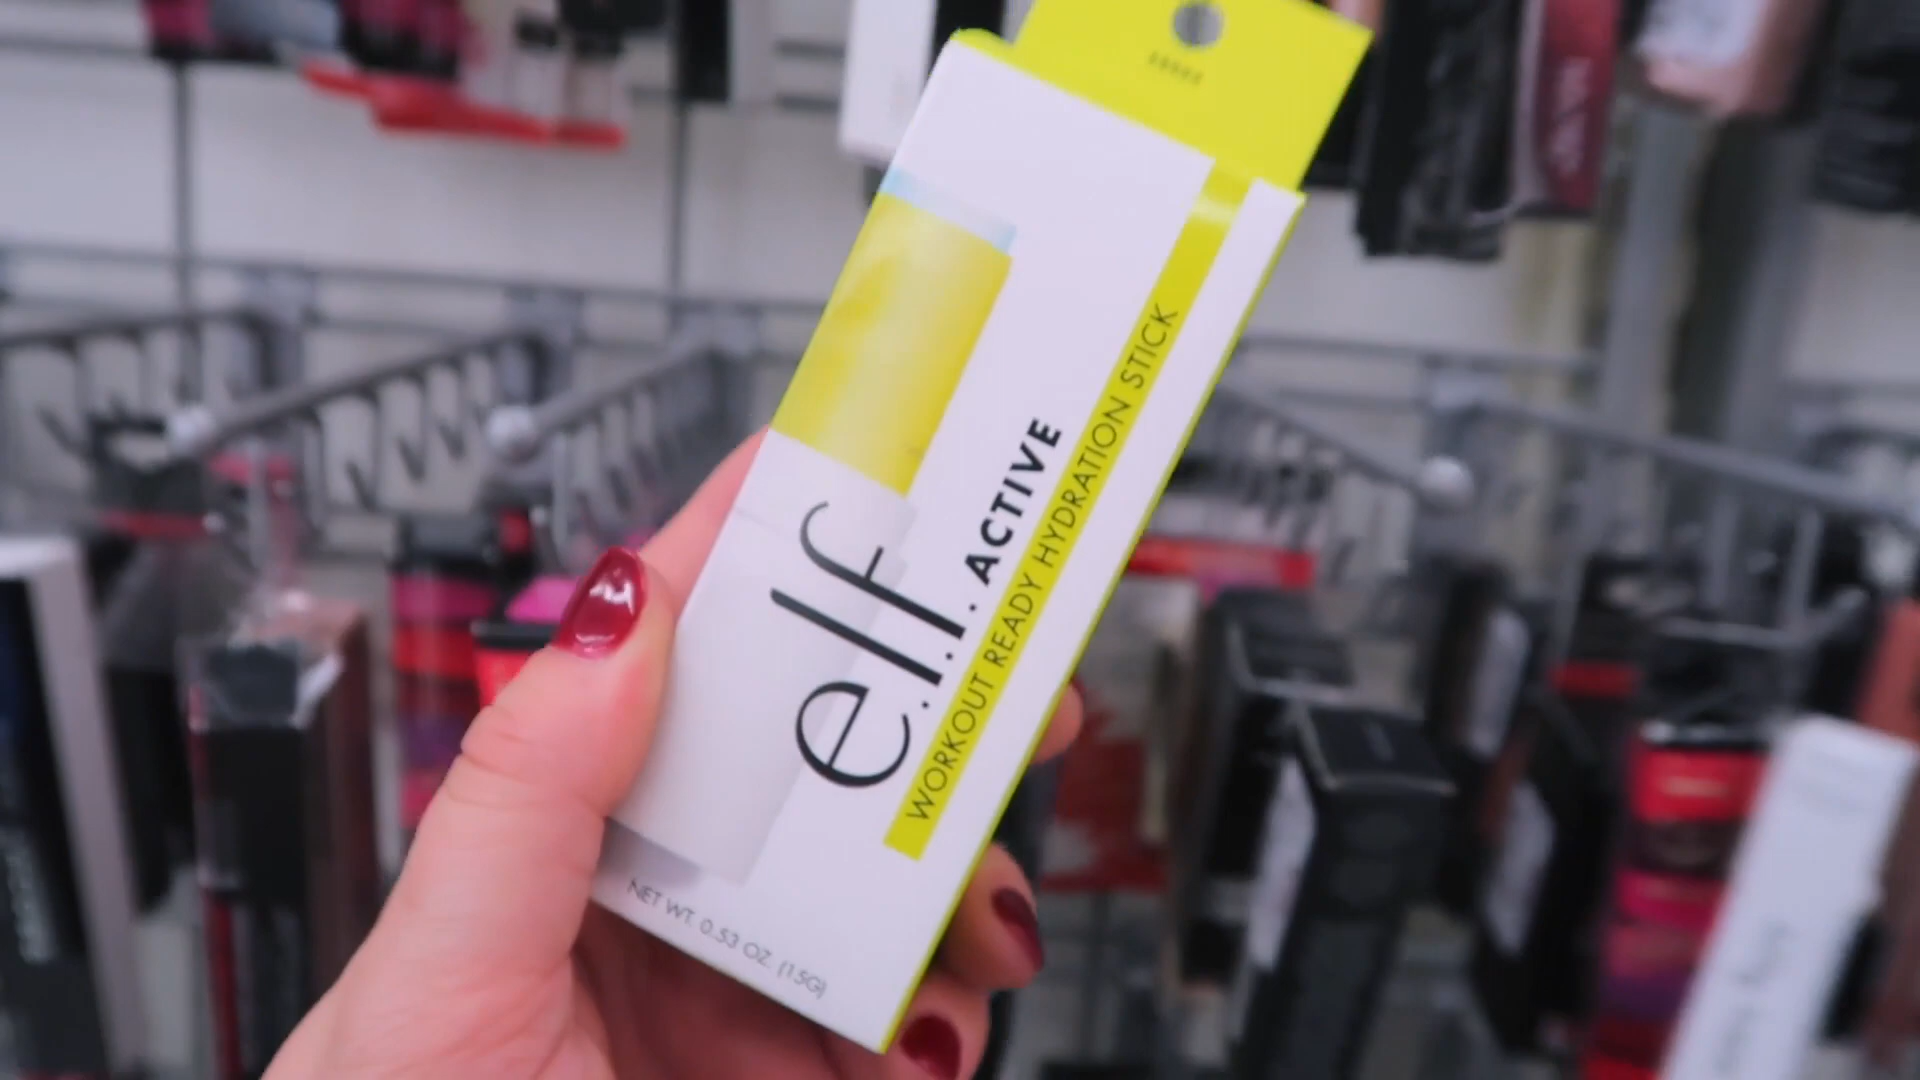 e.l.f. ACTIVE
WORKOUT READY HYDRATION STICK
NET WT. 0.53 OZ. (15G)